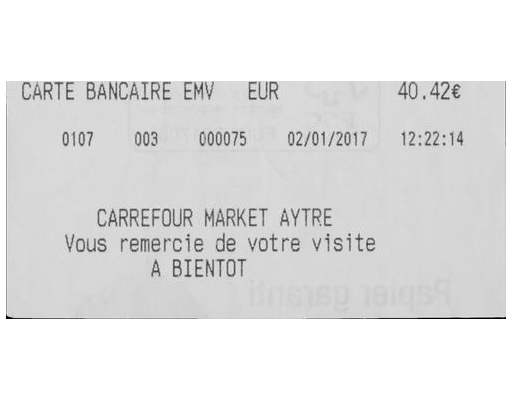 CARTE BANCAIRE EMV EUR 40.42€
0107 003 000075 02/01/2017 12:22:14
CARREFOUR MARKET AYTRE
Vous remercie de votre visite
A BIENTOT
Papier garanti